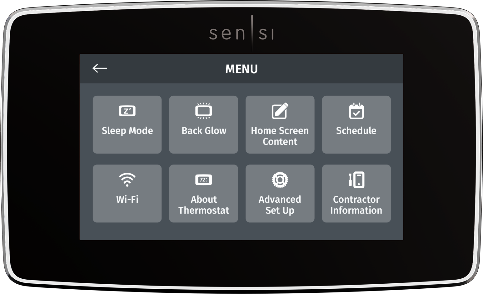 sensi
MENU
Sleep Mode
Back Glow
Home Screen
Content
Schedule
Wi-Fi
About
Thermostat
Advanced
Set Up
Contractor
Information